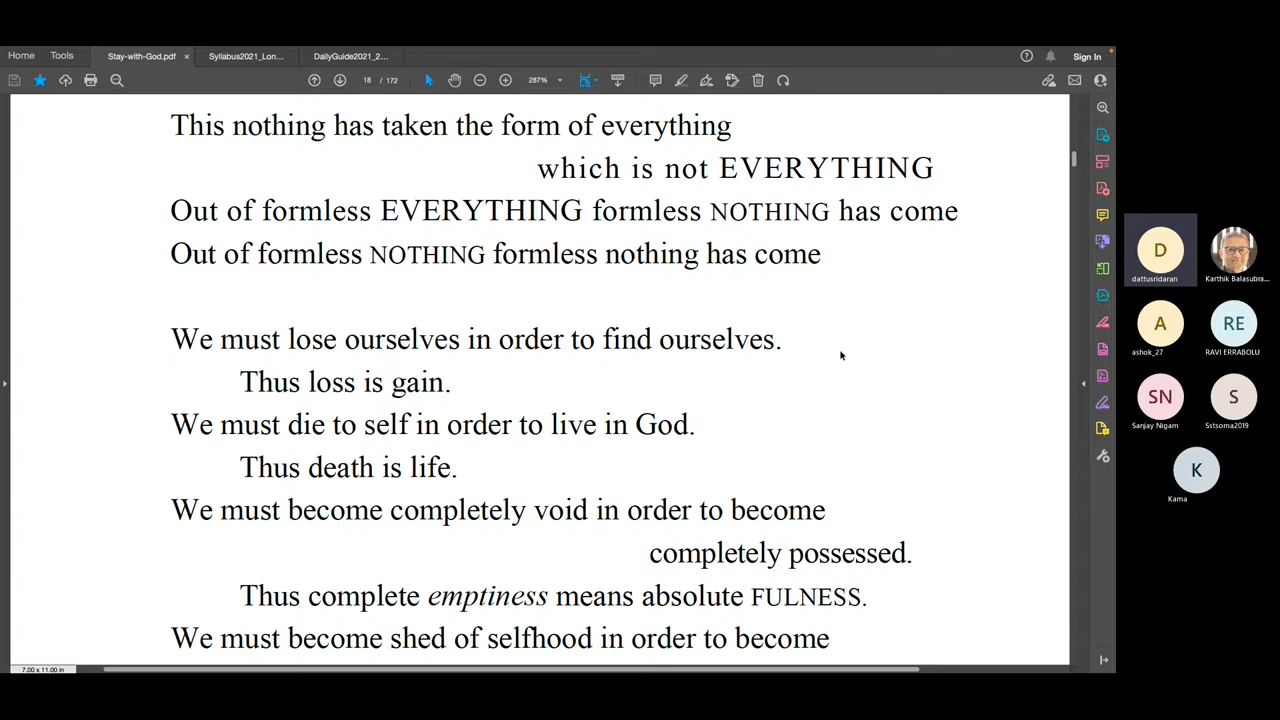 Home Tools Stay-with-God.pdf × Syllabus2021_Lon... DailyGuide2021_2... Sign In
18 / 172 287%
This nothing has taken the form of everything
which is not EVERYTHING
Out of formless EVERYTHING formless NOTHING has come
Out of formless NOTHING formless nothing has come
We must lose ourselves in order to find ourselves.
Thus loss is gain.
We must die to self in order to live in God.
Thus death is life.
We must become completely void in order to become
completely possessed.
Thus complete emptiness means absolute FULNESS.
We must become shed of selfhood in order to become
7.00 x 11.00 in
D
dattusridaran
Karthik Balasubra...
A
ashok_27
RE
RAVI ERRABOLU
SN
Sanjay Nigam
S
Sstsoma2019
K
Kama